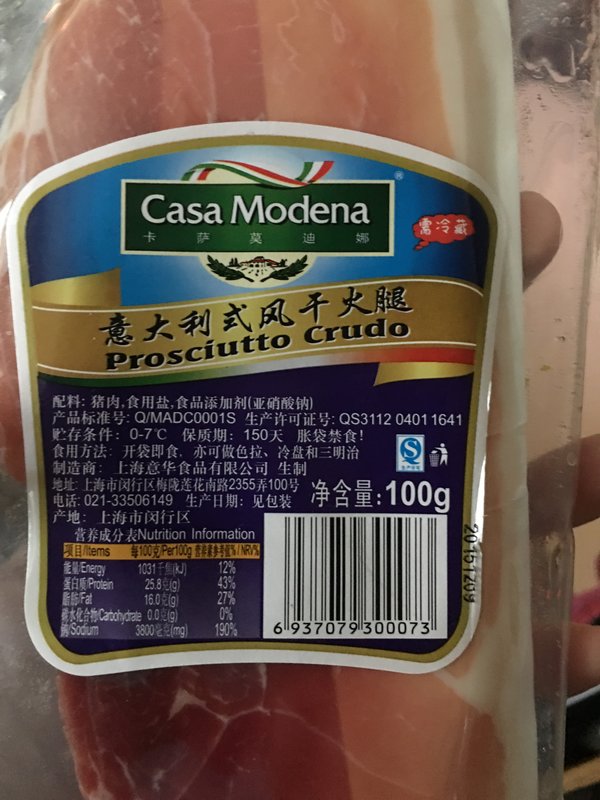 Casa Modena ®
卡 萨 莫 迪 娜
需冷藏
意大利式风干火腿
Prosciutto Crudo
配料: 猪肉,食用盐,食品添加剂(亚硝酸钠)
产品标准号: Q/MADC0001S 生产许可证号: QS3112 0401 1641
贮存条件: 0-7℃ 保质期: 150天 胀袋禁食!
食用方法: 开袋即食, 亦可做色拉、冷盘和三明治
制造商: 上海意华食品有限公司 生制
地址: 上海市闵行区梅陇莲花南路2355弄100号
电话: 021-33506149 生产日期: 见包装
净含量:100g
产地: 上海市闵行区
营养成分表Nutrition Information
项目/Items 每100克/Per100g 营养素参考值% / NRV%
能量/Energy 1031千焦(kJ) 12%
蛋白质/Protein 25.8克(g) 43%
脂肪/Fat 16.0克(g) 27%
碳水化合物/Carbohydrate 0.0克(g) 0%
钠/Sodium 3800毫克(mg) 190%
6 937079 300073
20151209